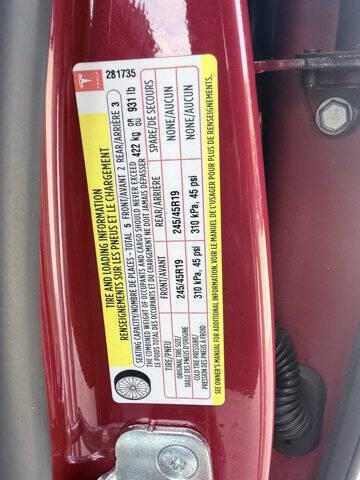 TIRE AND LOADING INFORMATION
RENSEIGNEMENTS SUR LES PNEUS ET LE CHARGEMENT
281735
SEATING CAPACITY/NOMBRE DE PLACES - TOTAL 5 FRONT/AVANT 2 REAR/ARRIÈRE 3
THE COMBINED WEIGHT OF OCCUPANTS AND CARGO SHOULD NEVER EXCEED 422 kg OR 931 lb
LE POIDS TOTAL DES OCCUPANTS ET DU CHARGEMENT NE DOIT JAMAIS DÉPASSER OU
TIRE/PNEU FRONT/AVANT REAR/ARRIÈRE SPARE/DE SECOURS
ORIGINAL TIRE SIZE/ 245/45R19 245/45R19 NONE/AUCUN
TAILLE DES PNEUS D'ORIGINE
COLD TIRE PRESSURE/ 310 kPA, 45 psi 310 kPA, 45 psi NONE/AUCUN
PRESSION DES PNEUS À FROID
SEE OWNER'S MANUAL FOR ADDITIONAL INFORMATION. VOIR LE MANUEL DE L'USAGER POUR PLUS DE RENSEIGNEMENTS.